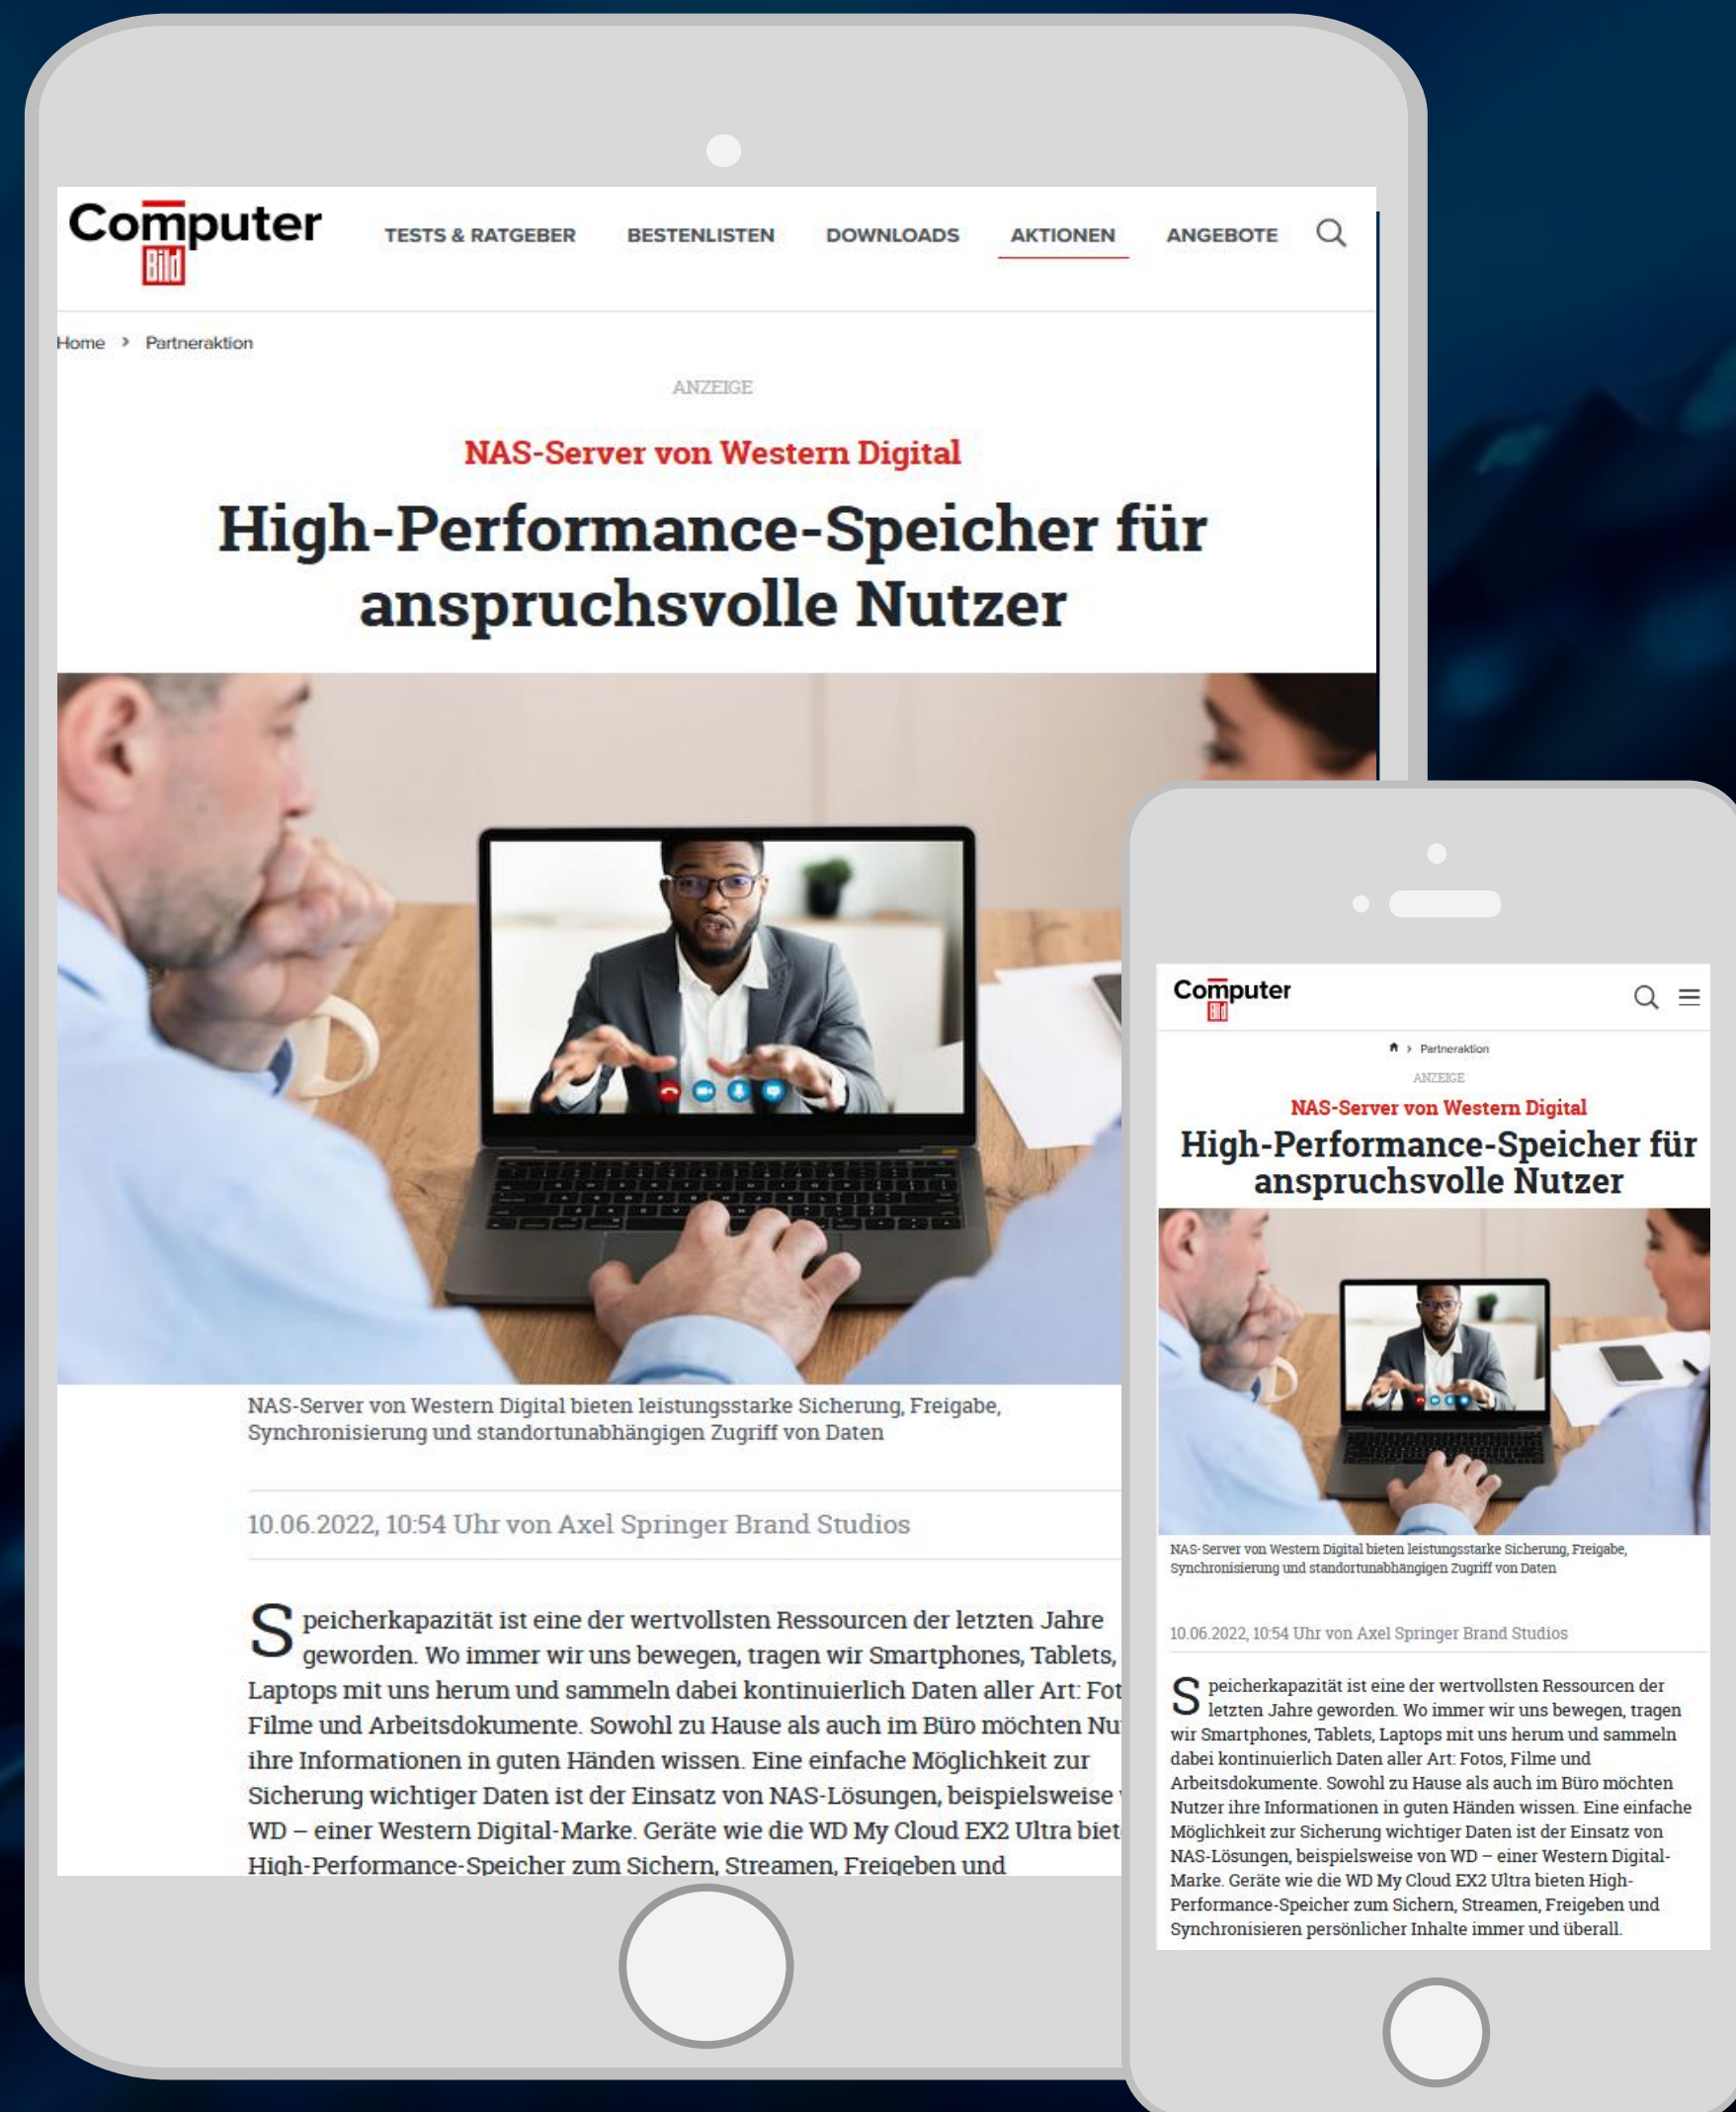 Computer
Bild
TESTS & RATGEBER BESTENLISTEN DOWNLOADS AKTIONEN ANGEBOTE
Home > Partneraktion
ANZEIGE
NAS-Server von Western Digital
High-Performance-Speicher für
anspruchsvolle Nutzer
NAS-Server von Western Digital bieten leistungsstarke Sicherung, Freigabe,
Synchronisierung und standortunabhängigen Zugriff von Daten
10.06.2022, 10:54 Uhr von Axel Springer Brand Studios
Speicherkapazität ist eine der wertvollsten Ressourcen der letzten Jahre
geworden. Wo immer wir uns bewegen, tragen wir Smartphones, Tablets,
Laptops mit uns herum und sammeln dabei kontinuierlich Daten aller Art:
Filme und Arbeitsdokumente. Sowohl zu Hause als auch im Büro möchten
ihre Informationen in guten Händen wissen. Eine einfache Möglichkeit zur
Sicherung wichtiger Daten ist der Einsatz von NAS-Lösungen, beispielsweise
WD – einer Western Digital-Marke. Geräte wie die WD My Cloud EX2 Ultra
High-Performance-Speicher zum Sichern, Streamen, Freigeben und
Computer
Bild
> Partneraktion
ANZEIGE
NAS-Server von Western Digital
High-Performance-Speicher für
anspruchsvolle Nutzer
NAS-Server von Western Digital bieten leistungsstarke Sicherung, Freigabe,
Synchronisierung und standortunabhängigen Zugriff von Daten
10.06.2022, 10:54 Uhr von Axel Springer Brand Studios
Speicherkapazität ist eine der wertvollsten Ressourcen der
letzten Jahre geworden. Wo immer wir uns bewegen, tragen
wir Smartphones, Tablets, Laptops mit uns herum und sammeln
dabei kontinuierlich Daten aller Art: Fotos, Filme und
Arbeitsdokumente. Sowohl zu Hause als auch im Büro möchten
Nutzer ihre Informationen in guten Händen wissen. Eine einfache
Möglichkeit zur Sicherung wichtiger Daten ist der Einsatz von
NAS-Lösungen, beispielsweise von WD – einer Western Digital-
Marke. Geräte wie die WD My Cloud EX2 Ultra bieten High-
Performance-Speicher zum Sichern, Streamen, Freigeben und
Synchronisieren persönlicher Inhalte immer und überall.